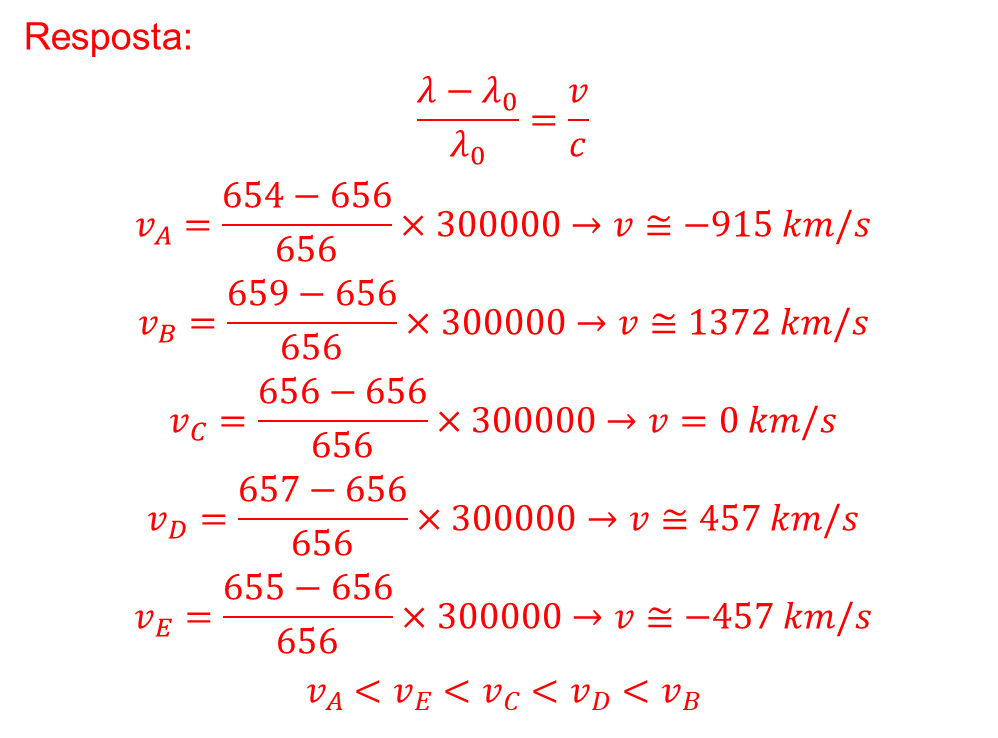 Resposta:
(λ − λ₀)/λ₀ = v/c
v_A = (654 − 656)/656 × 300000 → v ≅ −915 km/s
v_B = (659 − 656)/656 × 300000 → v ≅ 1372 km/s
v_C = (656 − 656)/656 × 300000 → v = 0 km/s
v_D = (657 − 656)/656 × 300000 → v ≅ 457 km/s
v_E = (655 − 656)/656 × 300000 → v ≅ −457 km/s
v_A < v_E < v_C < v_D < v_B